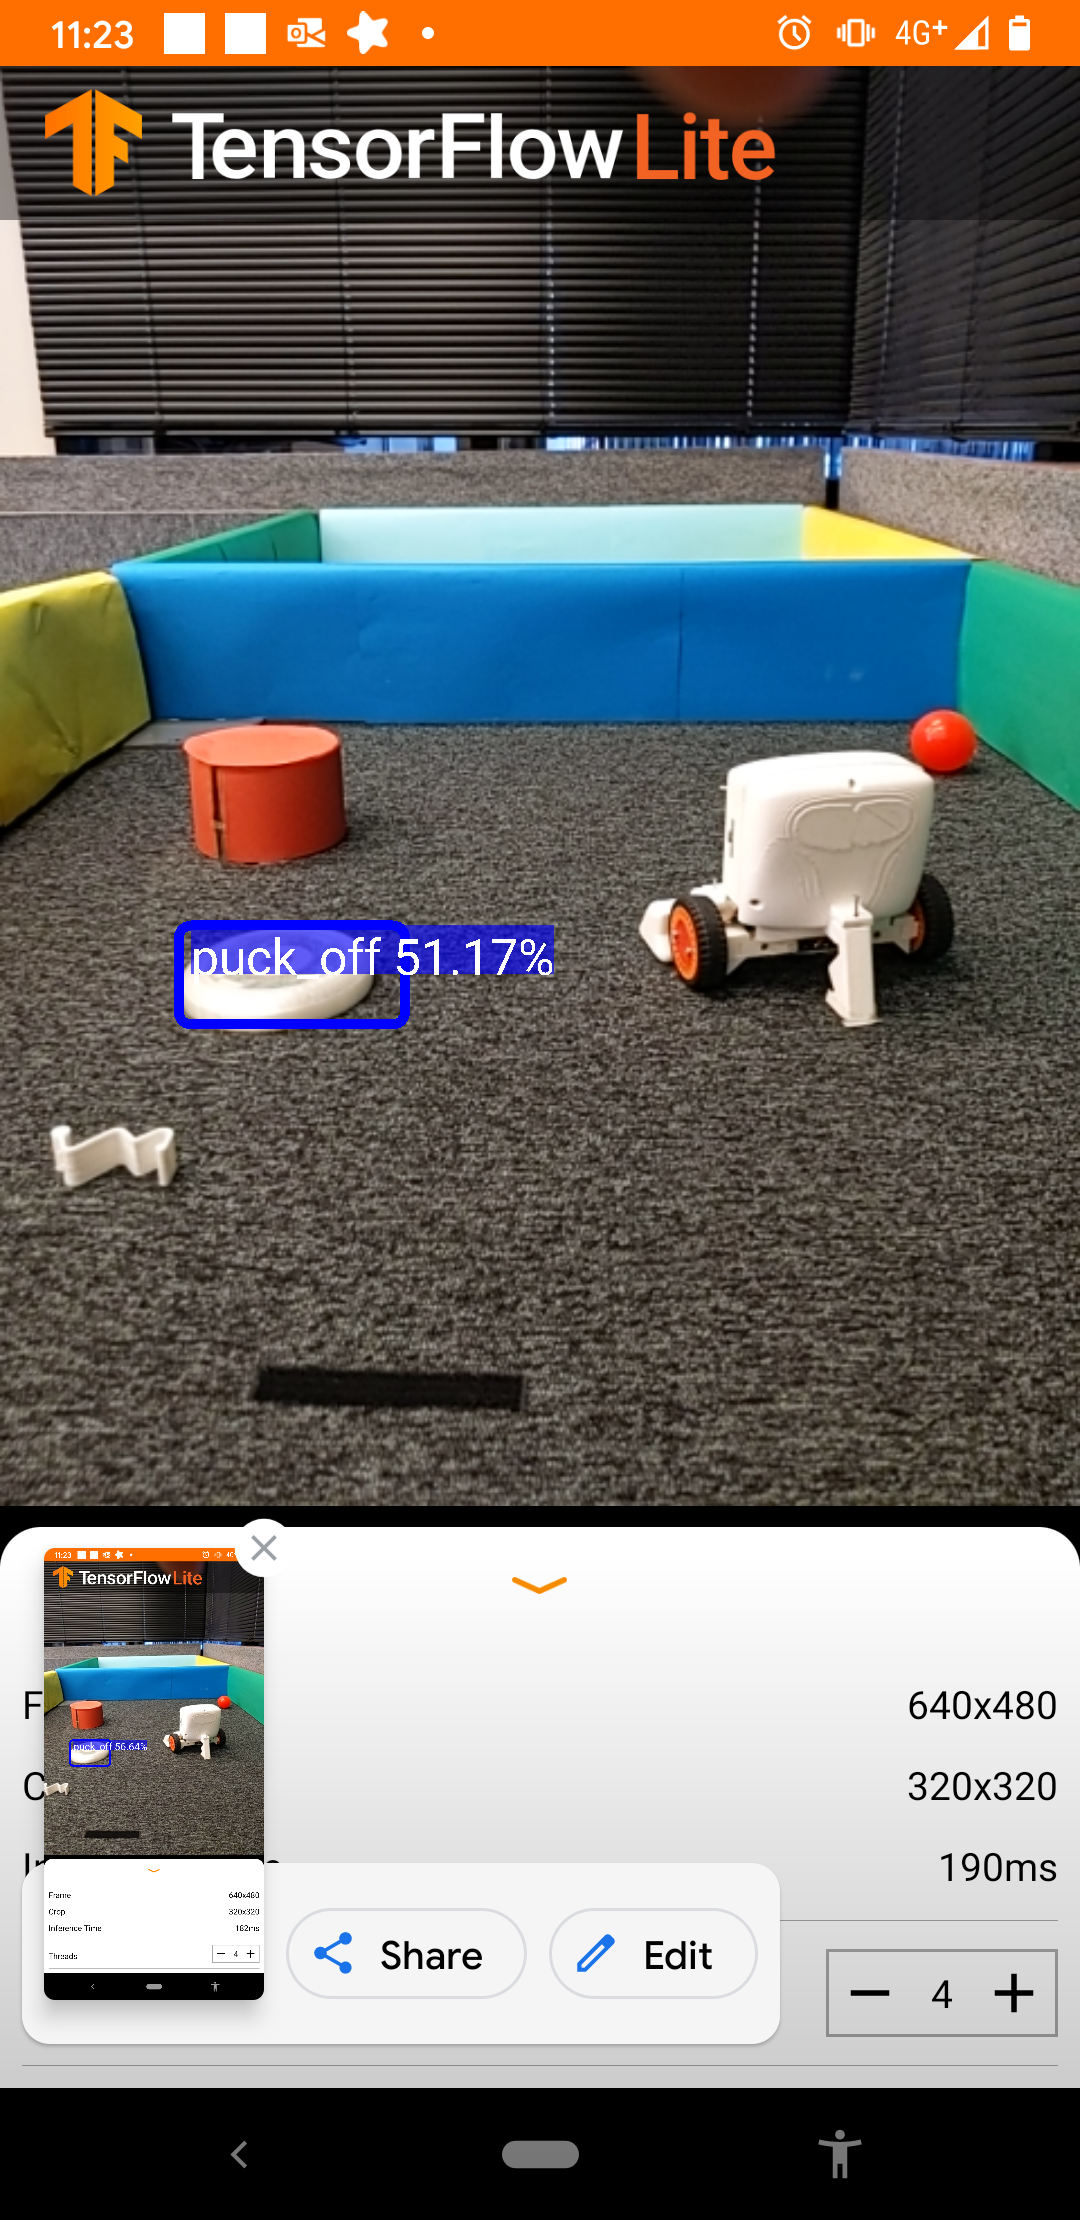 11:23
4G+
TensorFlow Lite
puck_off 51.17%
11:23
TensorFlow Lite
puck_off 56.64%
F
640x480
C
320x320
190ms
Frame 640x480
Crop 320x320
Inference Time 182ms
Threads 4
Share
Edit
4